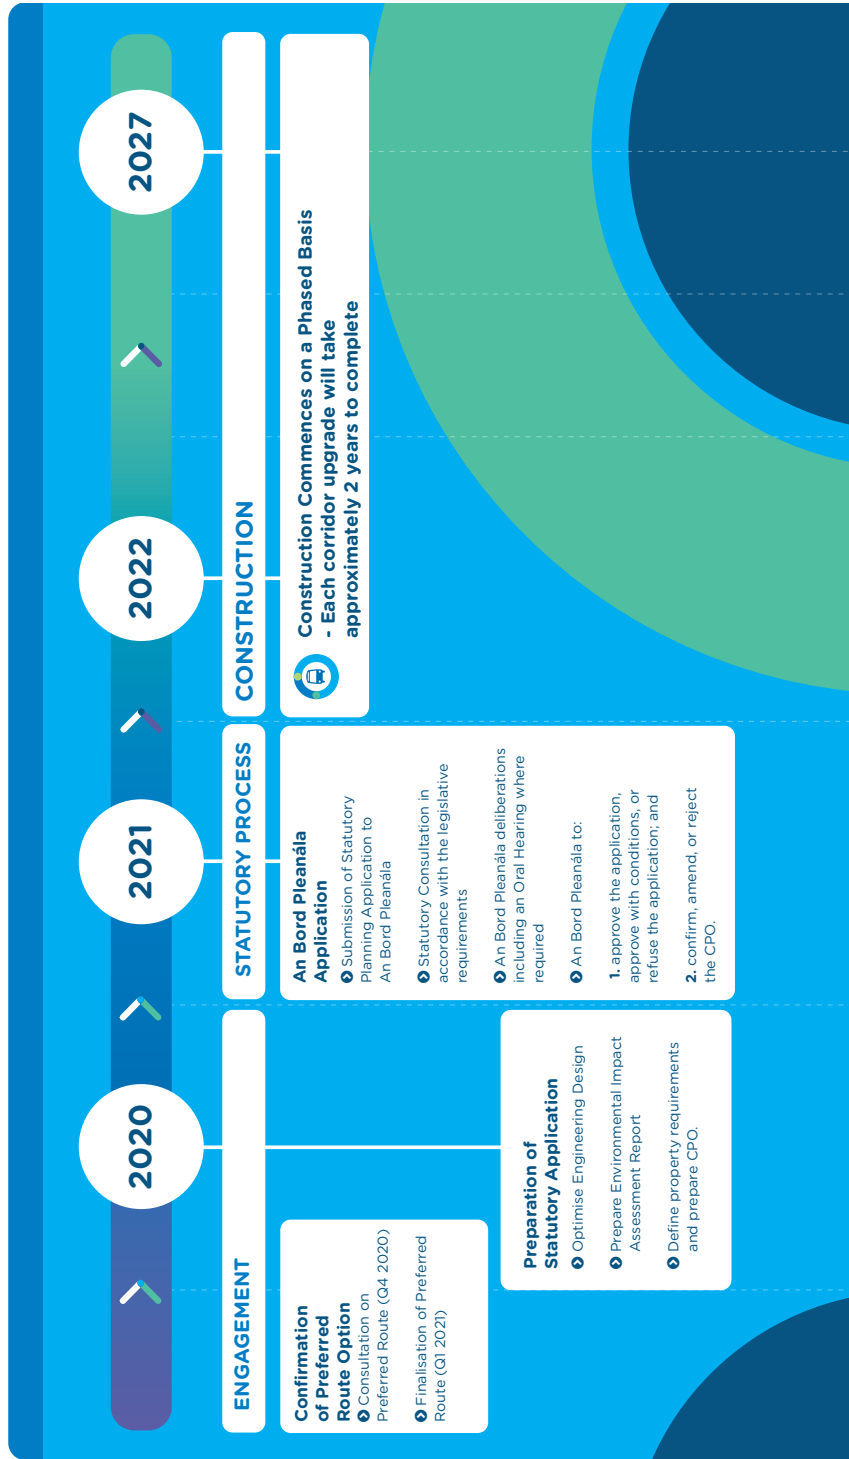 2020
2021
2022
2027
ENGAGEMENT
STATUTORY PROCESS
CONSTRUCTION
Confirmation
of Preferred
Route Option
Consultation on
Preferred Route (Q4 2020)
Finalisation of Preferred
Route (Q1 2021)
Preparation of
Statutory Application
Optimise Engineering Design
Prepare Environmental Impact
Assessment Report
Define property requirements
and prepare CPO.
An Bord Pleanála
Application
Submission of Statutory
Planning Application to
An Bord Pleanála
Statutory Consultation in
accordance with the legislative
requirements
An Bord Pleanála deliberations
including an Oral Hearing where
required
An Bord Pleanála to:
1. approve the application,
approve with conditions, or
refuse the application; and
2. confirm, amend, or reject
the CPO.
Construction Commences on a Phased Basis
- Each corridor upgrade will take
approximately 2 years to complete